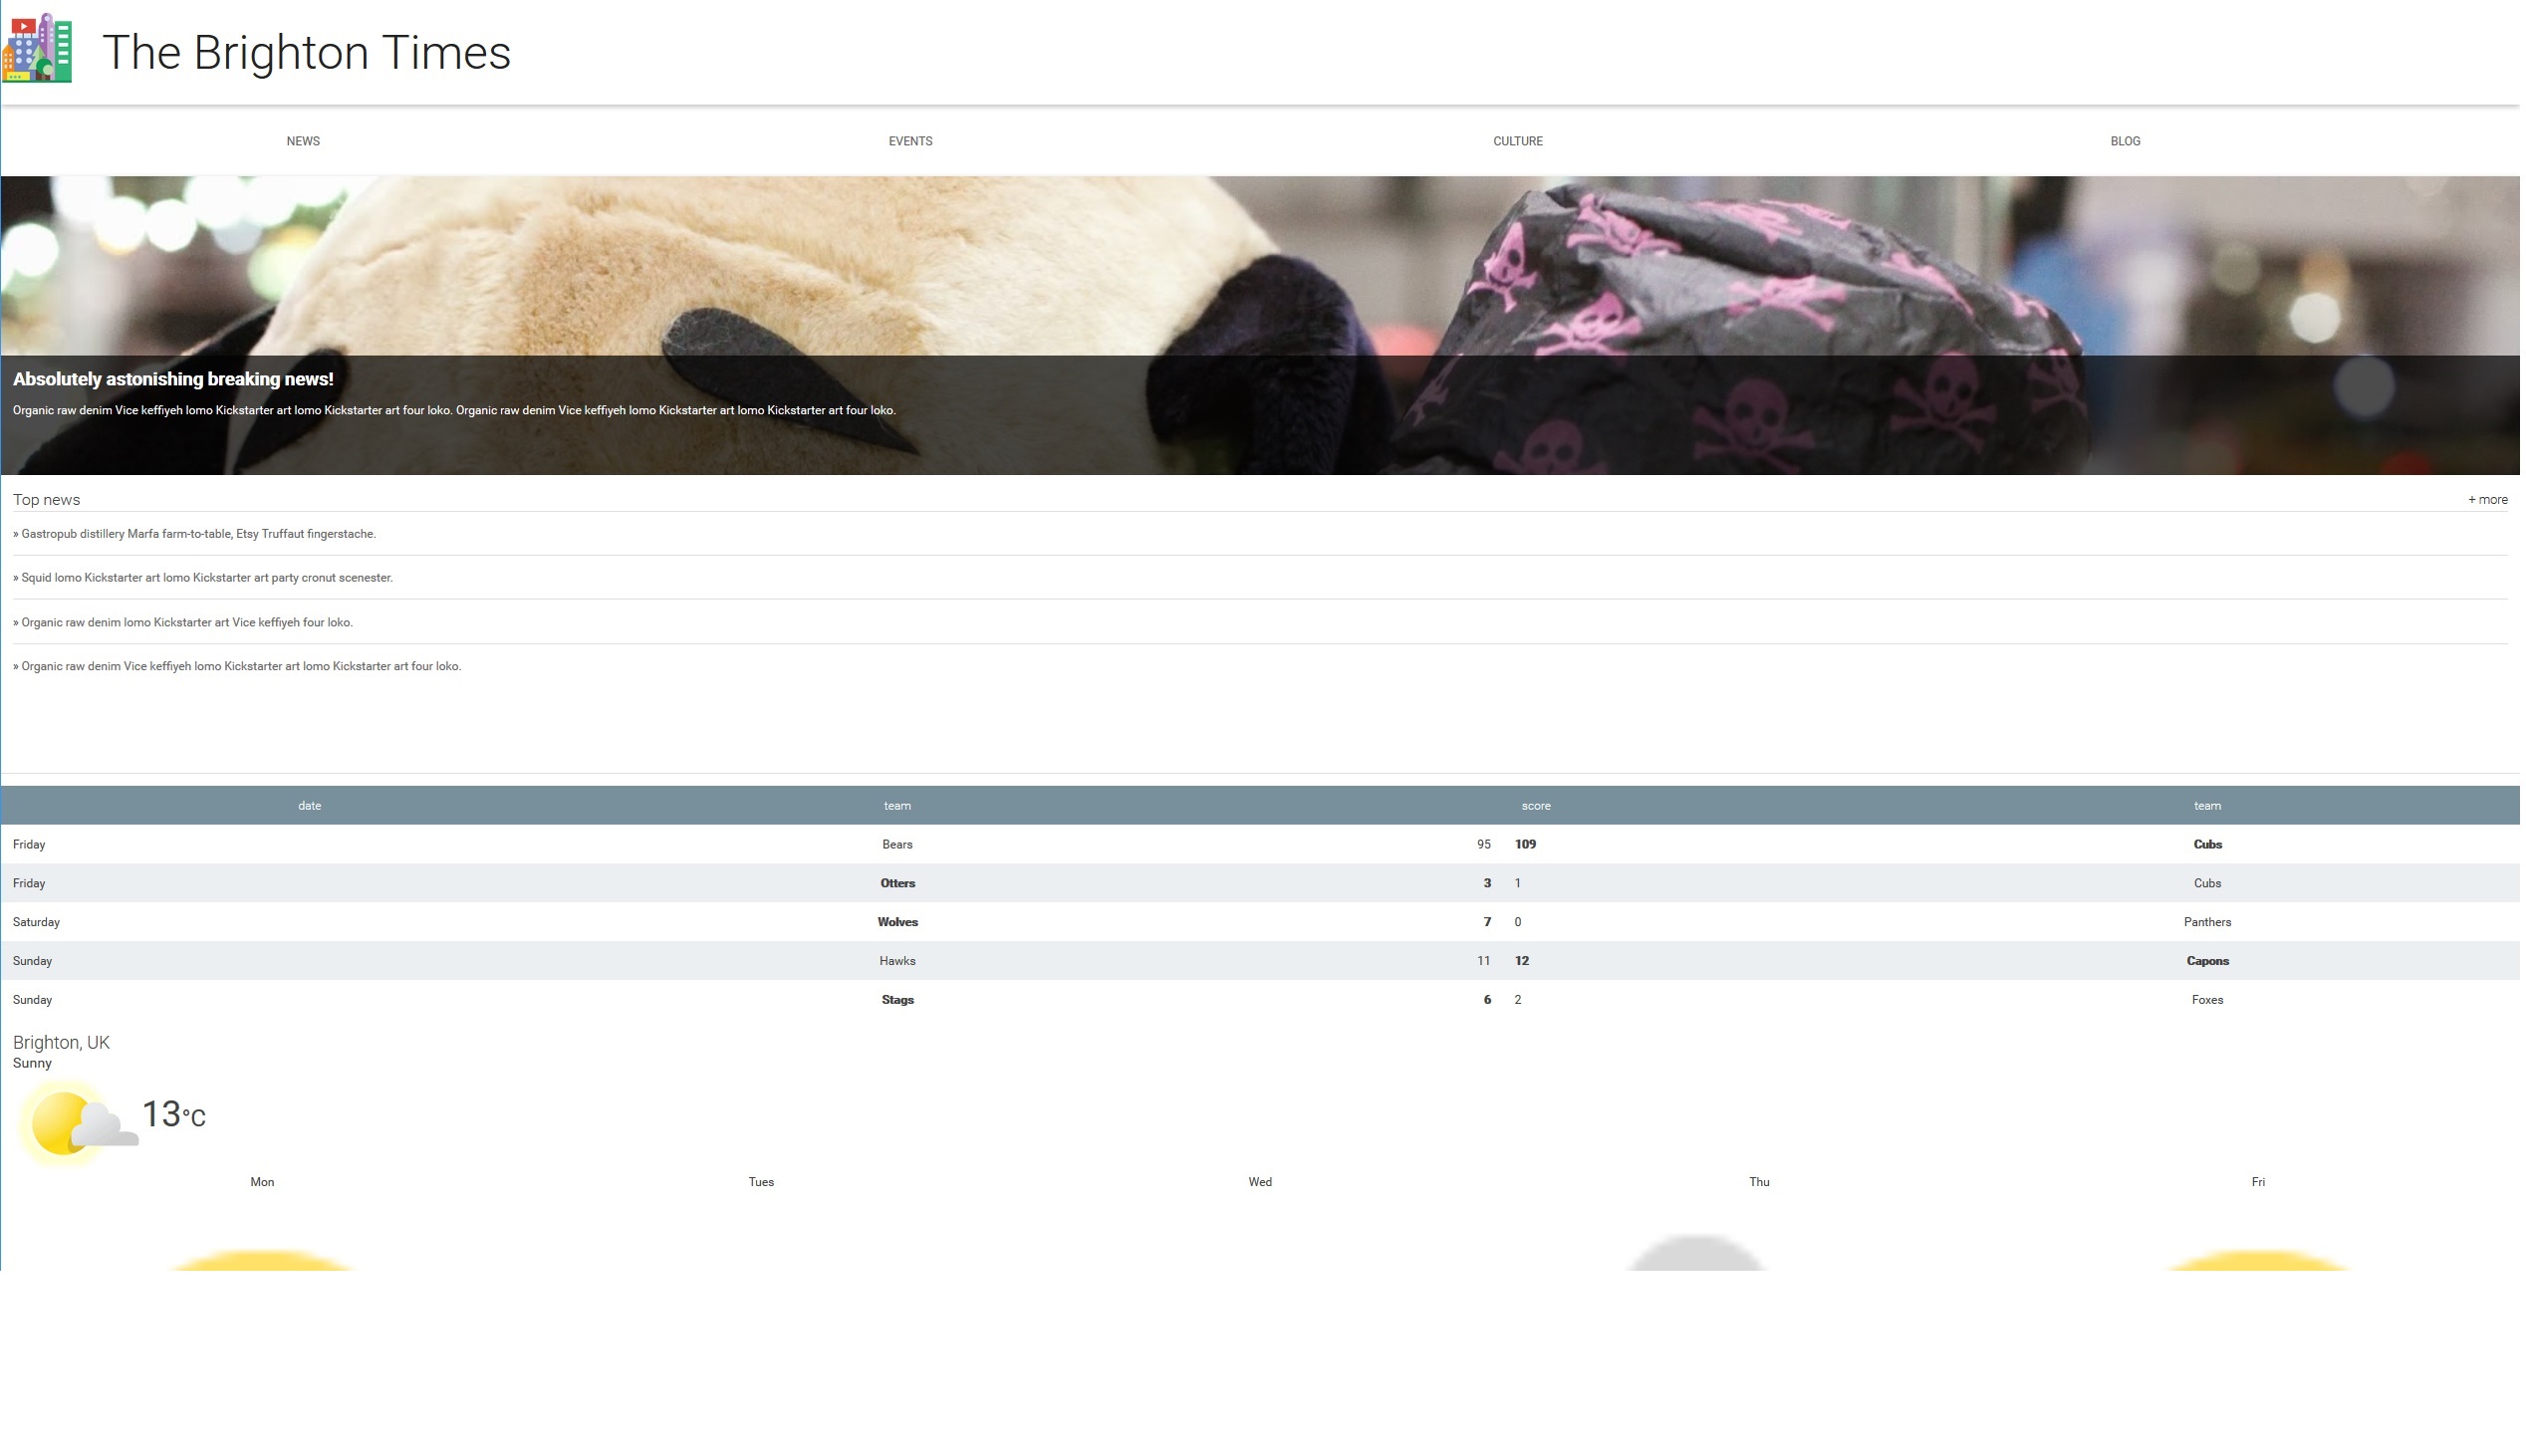 The Brighton Times
NEWS EVENTS CULTURE BLOG
Absolutely astonishing breaking news!
Organic raw denim Vice keffiyeh lomo Kickstarter art lomo Kickstarter art four loko. Organic raw denim Vice keffiyeh lomo Kickstarter art lomo Kickstarter art four loko.
Top news + more
» Gastropub distillery Marfa farm-to-table, Etsy Truffaut fingerstache.
» Squid lomo Kickstarter art lomo Kickstarter art party cronut scenester.
» Organic raw denim lomo Kickstarter art Vice keffiyeh four loko.
» Organic raw denim Vice keffiyeh lomo Kickstarter art lomo Kickstarter art four loko.
date team score team
Friday Bears 95 109 Cubs
Friday Otters 3 1 Cubs
Saturday Wolves 7 0 Panthers
Sunday Hawks 11 12 Capons
Sunday Stags 6 2 Foxes
Brighton, UK
Sunny
13°C
Mon Tues Wed Thu Fri